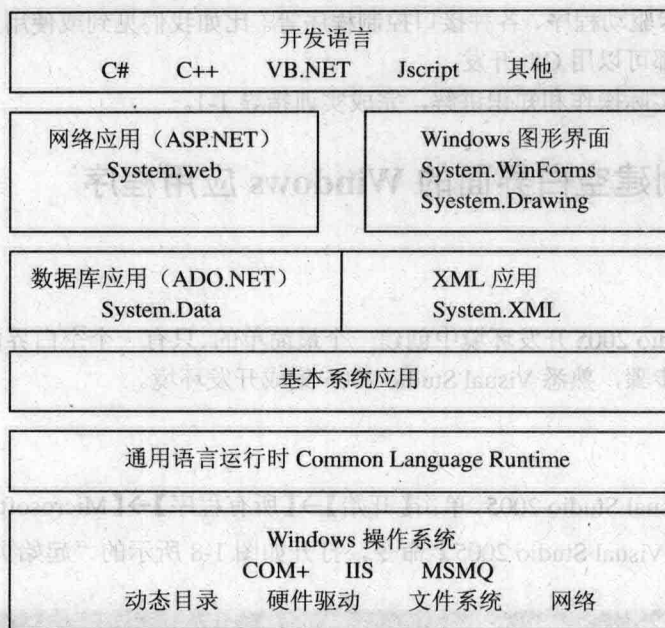 开发语言
C# C++ VB.NET Jscript 其他
网络应用（ASP.NET）
System.web
Windows 图形界面
System.WinForms
Syestem.Drawing
数据库应用（ADO.NET）
System.Data
XML 应用
System.XML
基本系统应用
通用语言运行时 Common Language Runtime
Windows 操作系统
COM+ IIS MSMQ
动态目录 硬件驱动 文件系统 网络